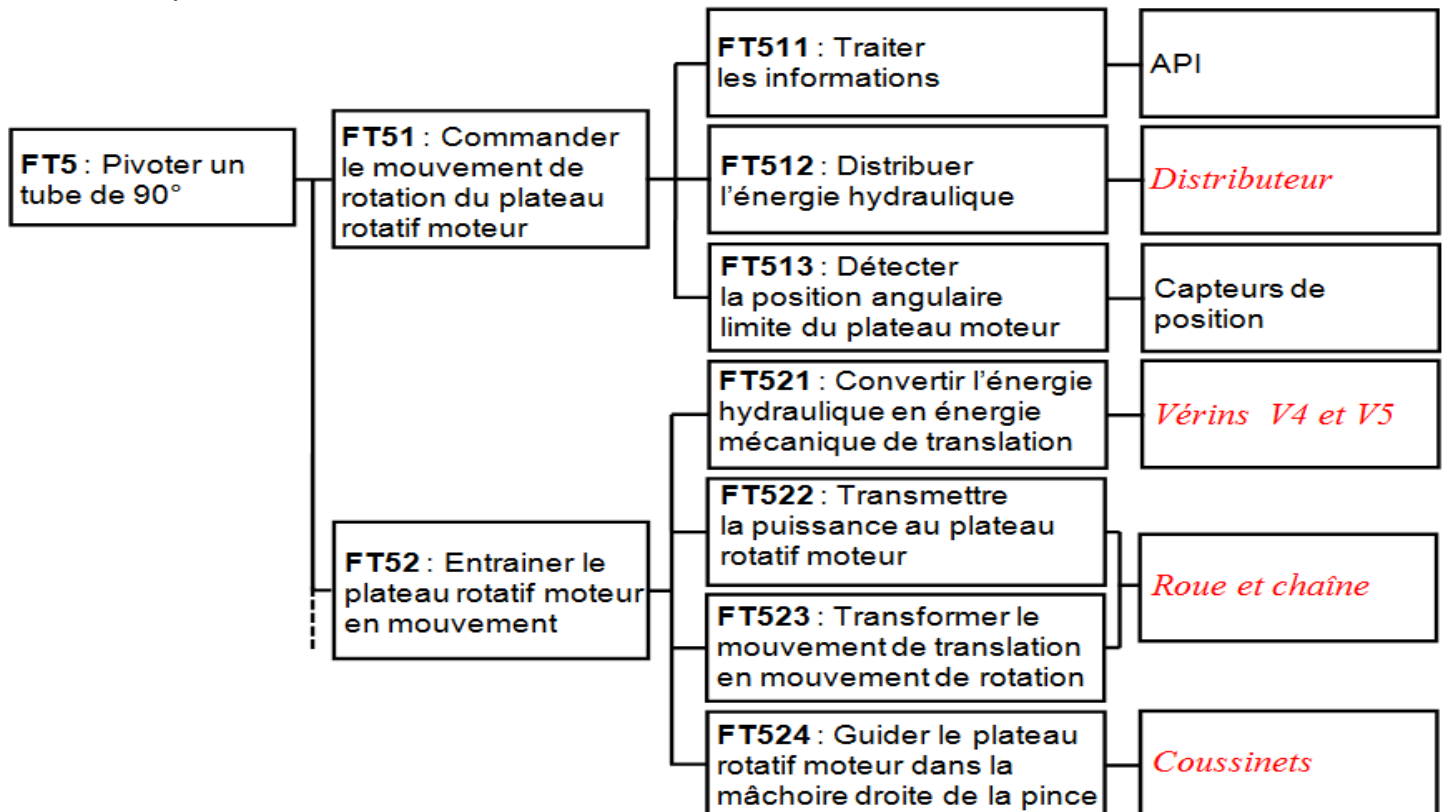 FT5 : Pivoter un
tube de 90°
FT51 : Commander
le mouvement de
rotation du plateau
rotatif moteur
FT511 : Traiter
les informations
API
FT512 : Distribuer
l'énergie hydraulique
Distributeur
FT513 : Détecter
la position angulaire
limite du plateau moteur
Capteurs de
position
FT52 : Entrainer le
plateau rotatif moteur
en mouvement
FT521 : Convertir l'énergie
hydraulique en énergie
mécanique de translation
Vérins V4 et V5
FT522 : Transmettre
la puissance au plateau
rotatif moteur
FT523 : Transformer le
mouvement de translation
en mouvement de rotation
Roue et chaîne
FT524 : Guider le plateau
rotatif moteur dans la
mâchoire droite de la pince
Coussinets